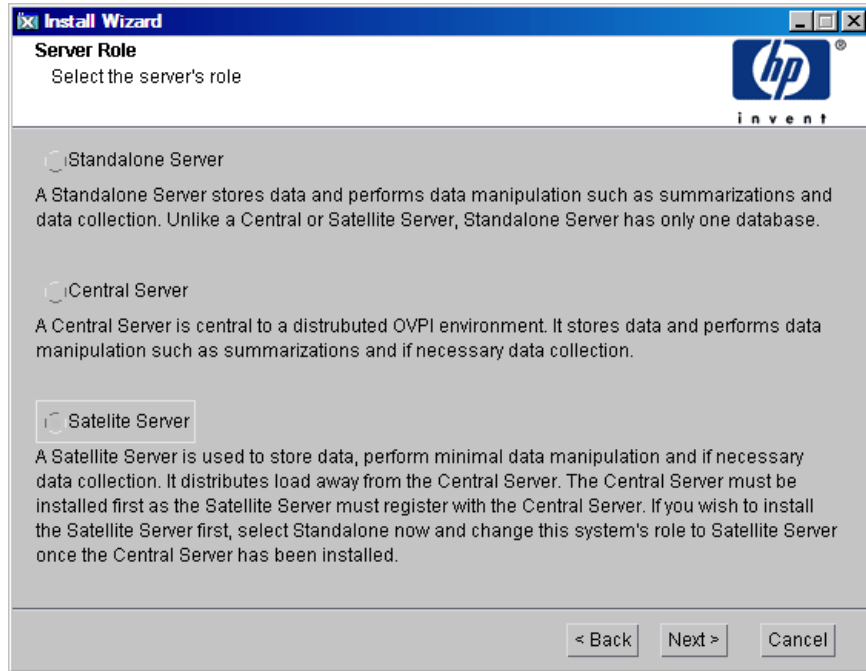 Install Wizard
Server Role
Select the server's role
hp
®
invent
Standalone Server
A Standalone Server stores data and performs data manipulation such as summarizations and
data collection. Unlike a Central or Satellite Server, Standalone Server has only one database.
Central Server
A Central Server is central to a distrubuted OVPI environment. It stores data and performs data
manipulation such as summarizations and if necessary data collection.
Satelite Server
A Satellite Server is used to store data, perform minimal data manipulation and if necessary
data collection. It distributes load away from the Central Server. The Central Server must be
installed first as the Satellite Server must register with the Central Server. If you wish to install
the Satellite Server first, select Standalone now and change this system's role to Satellite Server
once the Central Server has been installed.
< Back Next > Cancel